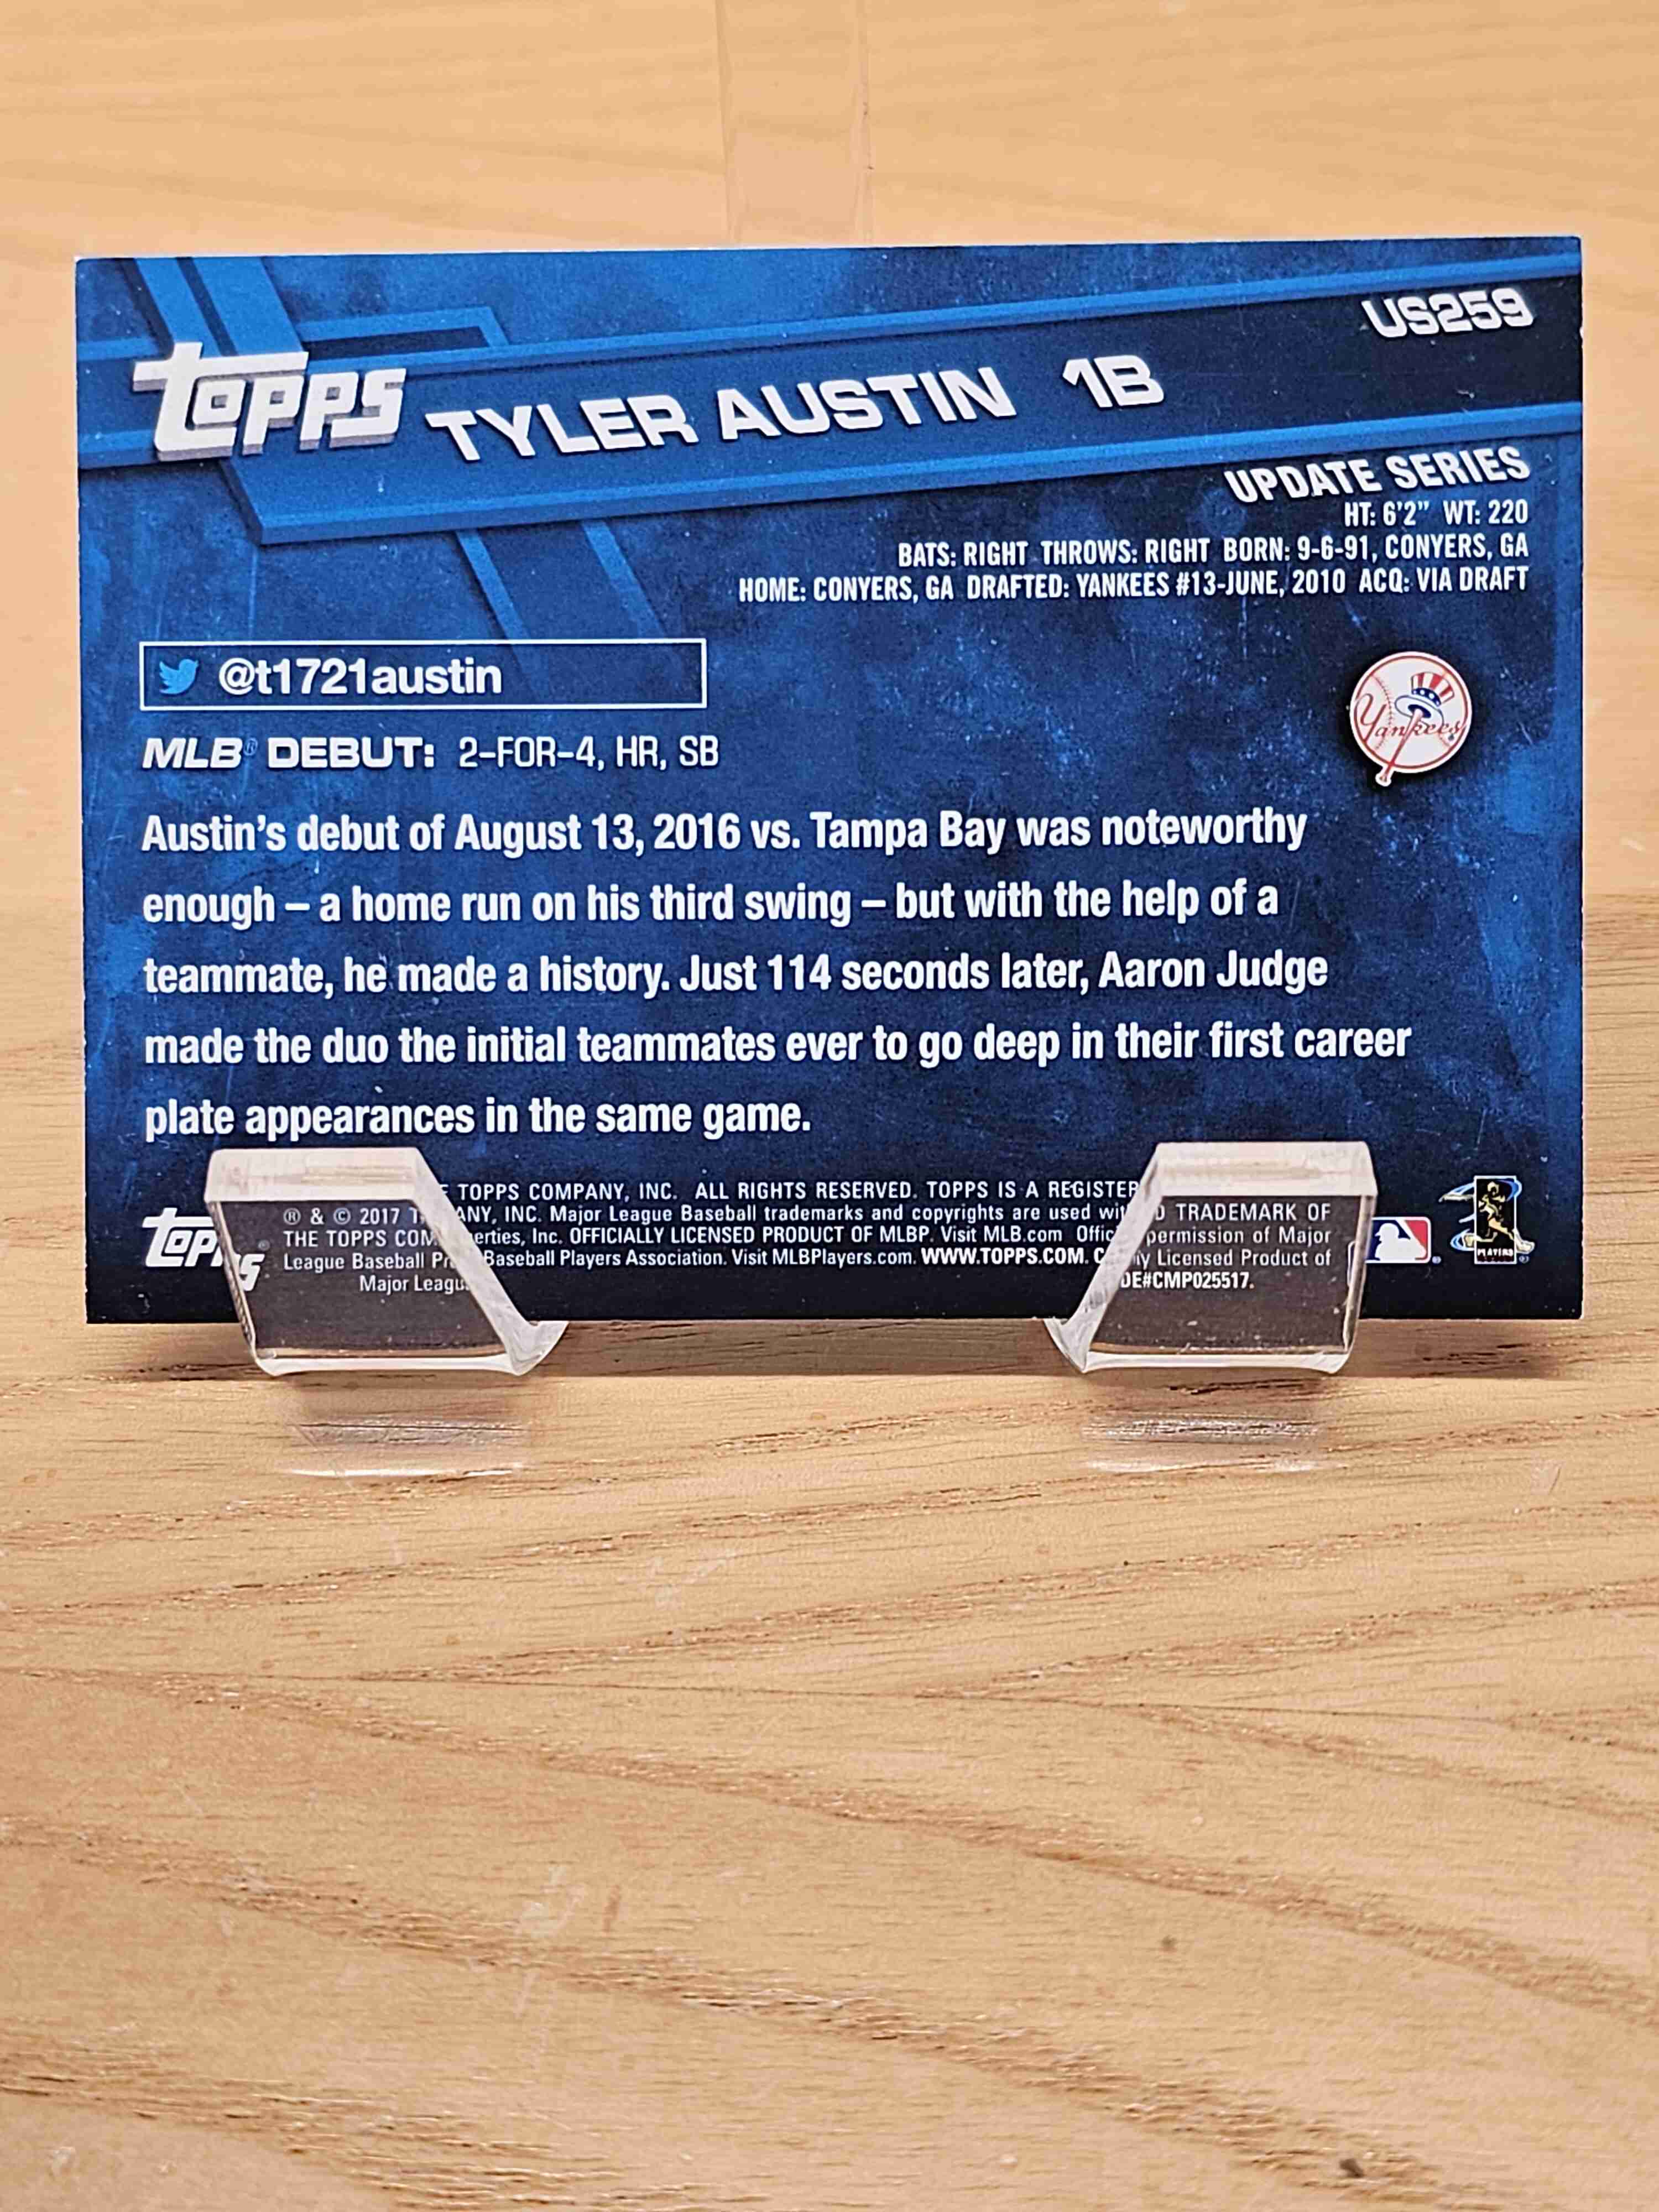 US259
topps TYLER AUSTIN 1B
UPDATE SERIES
HT: 6'2" WT: 220
BATS: RIGHT THROWS: RIGHT BORN: 9-6-91, CONYERS, GA
HOME: CONYERS, GA DRAFTED: YANKEES #13-JUNE, 2010 ACQ: VIA DRAFT
@t1721austin
Yankees
MLB® DEBUT: 2-FOR-4, HR, SB
Austin's debut of August 13, 2016 vs. Tampa Bay was noteworthy
enough – a home run on his third swing – but with the help of a
teammate, he made a history. Just 114 seconds later, Aaron Judge
made the duo the initial teammates ever to go deep in their first career
plate appearances in the same game.
topps
® & © 2017 TOPPS COMPANY, INC. ALL RIGHTS RESERVED. TOPPS IS A TRADEMARK OF
THE TOPPS INC. Major League Baseball trademarks and copyrights are used permission of Major
League Baseball Inc. OFFICIALLY LICENSED PRODUCT OF MLBP. Visit MLB.com Licensed Product of
Major Baseball Players Association. Visit MLBPlayers.com. WWW.TOPPS.COM. DE#CMP025517.
PLAYERS